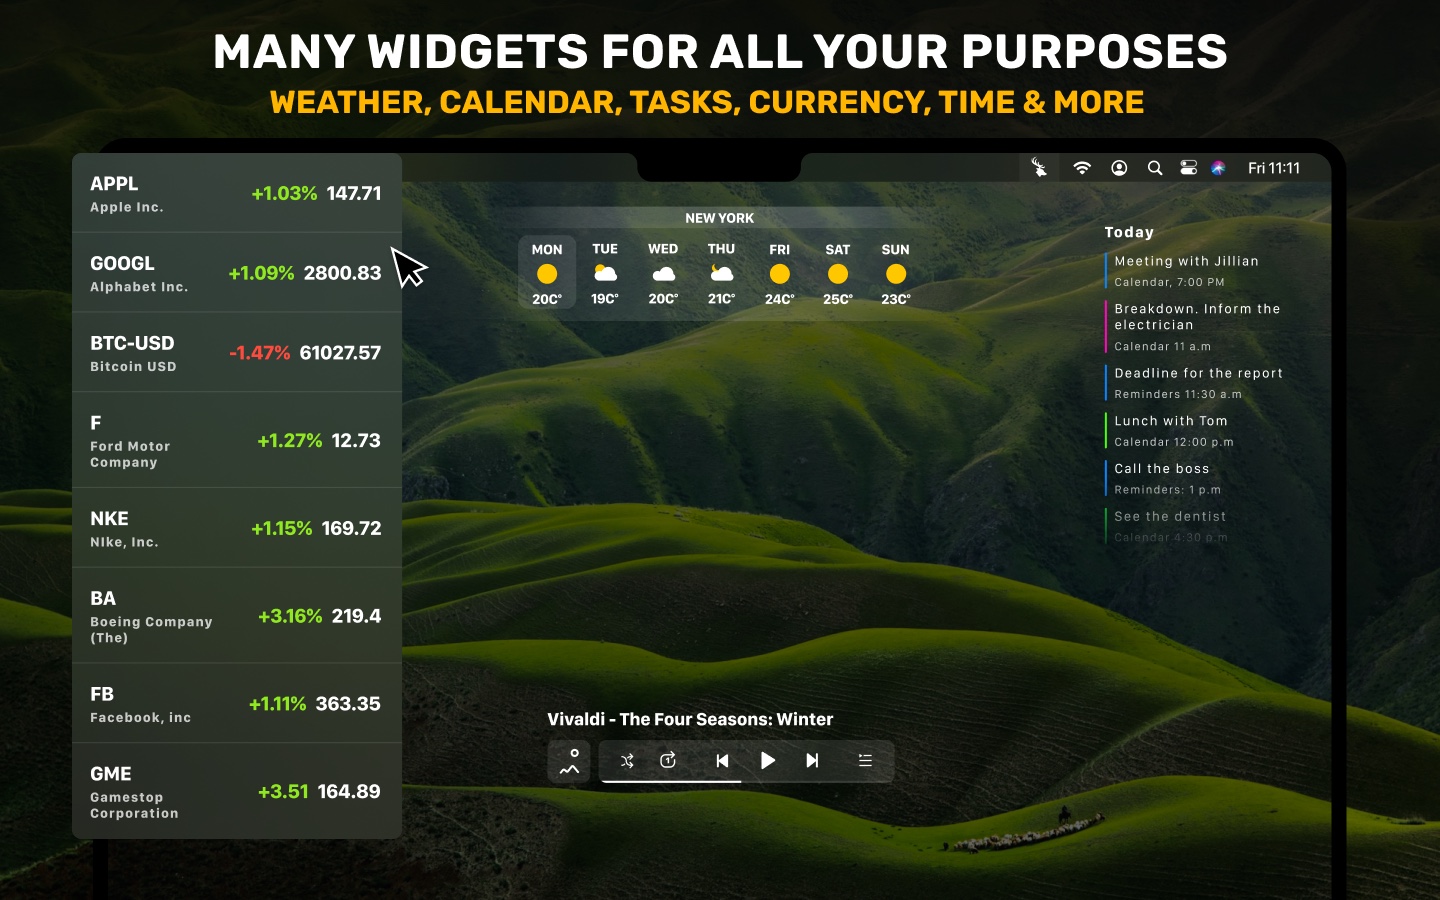 MANY WIDGETS FOR ALL YOUR PURPOSES
WEATHER, CALENDAR, TASKS, CURRENCY, TIME & MORE
Fri 11:11
APPL
Apple Inc.
+1.03% 147.71
GOOGL
Alphabet Inc.
+1.09% 2800.83
BTC-USD
Bitcoin USD
-1.47% 61027.57
F
Ford Motor
Company
+1.27% 12.73
NKE
NIke, Inc.
+1.15% 169.72
BA
Boeing Company
(The)
+3.16% 219.4
FB
Facebook, inc
+1.11% 363.35
GME
Gamestop
Corporation
+3.51 164.89
NEW YORK
MON TUE WED THU FRI SAT SUN
20C° 19C° 20C° 21C° 24C° 25C° 23C°
Today
Meeting with Jillian
Calendar, 7:00 PM
Breakdown. Inform the
electrician
Calendar 11 a.m
Deadline for the report
Reminders 11:30 a.m
Lunch with Tom
Calendar 12:00 p.m
Call the boss
Reminders: 1 p.m
See the dentist
Calendar 4:30 p.m
Vivaldi - The Four Seasons: Winter
1